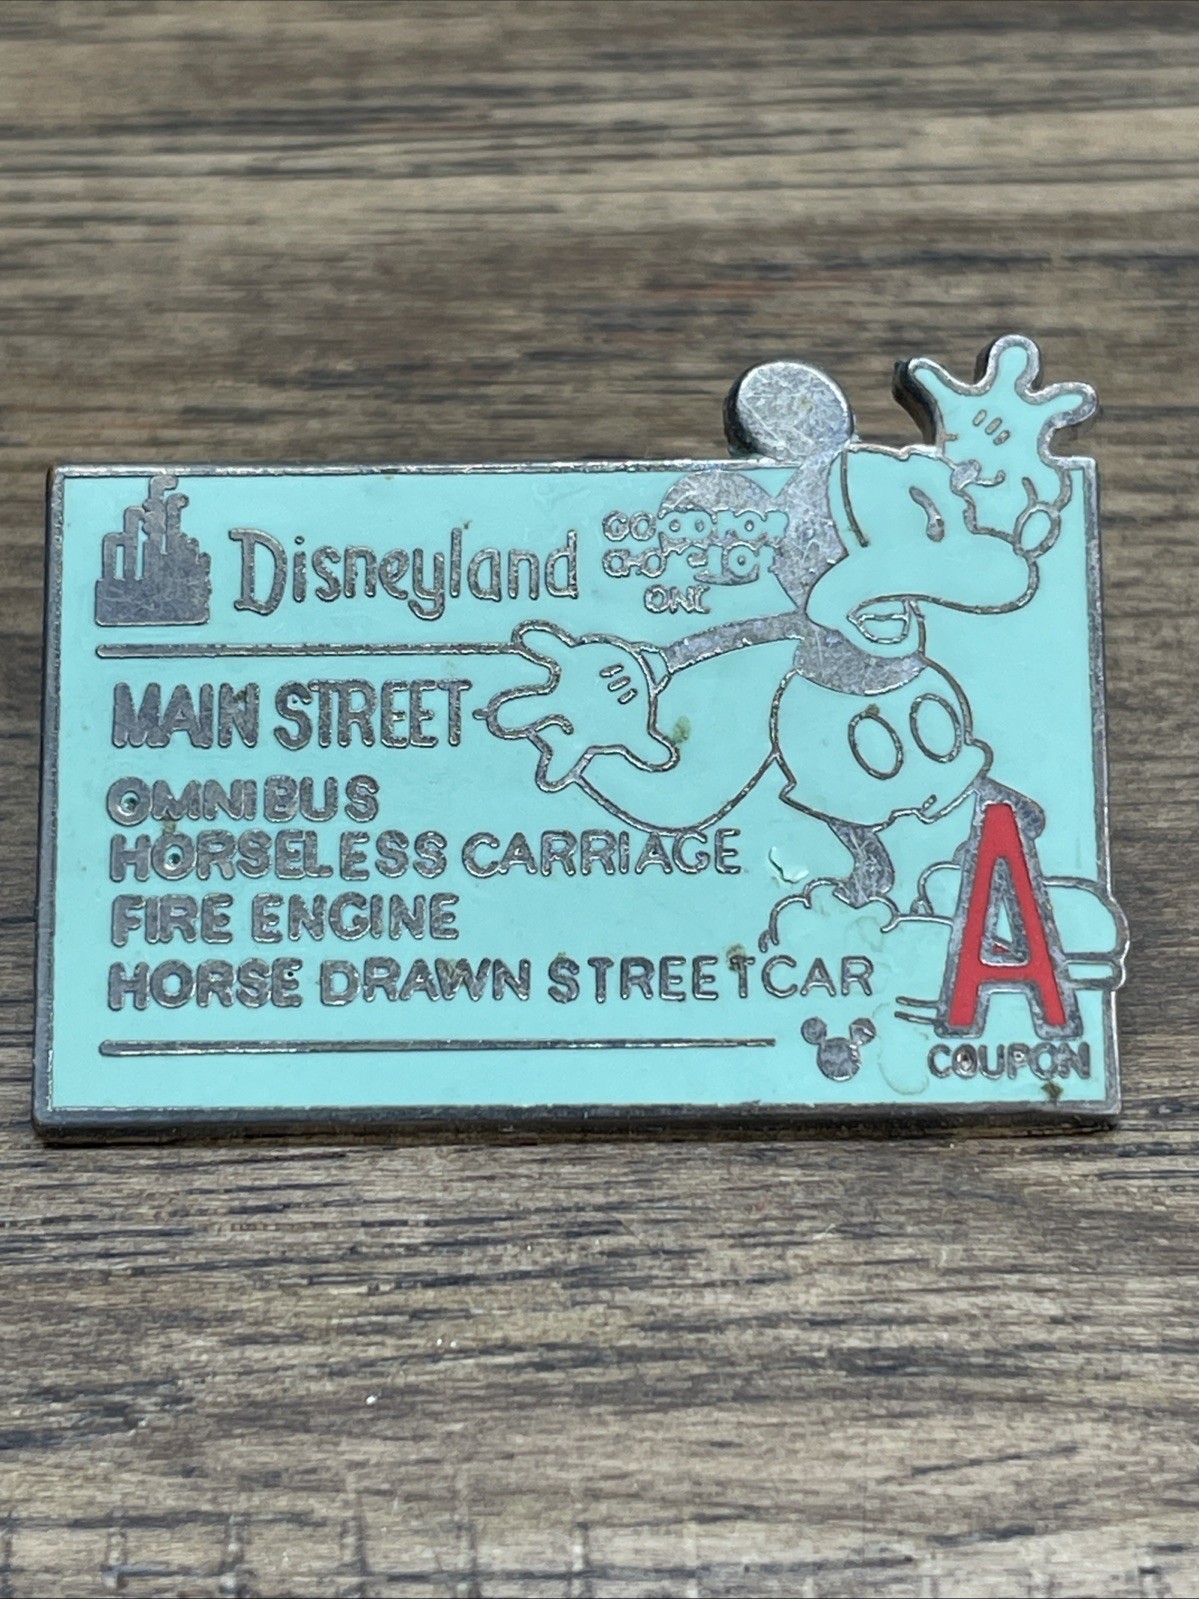 Disneyland
MAIN STREET
OMNIBUS
HORSELESS CARRIAGE
FIRE ENGINE
HORSE DRAWN STREETCAR
A
COUPON